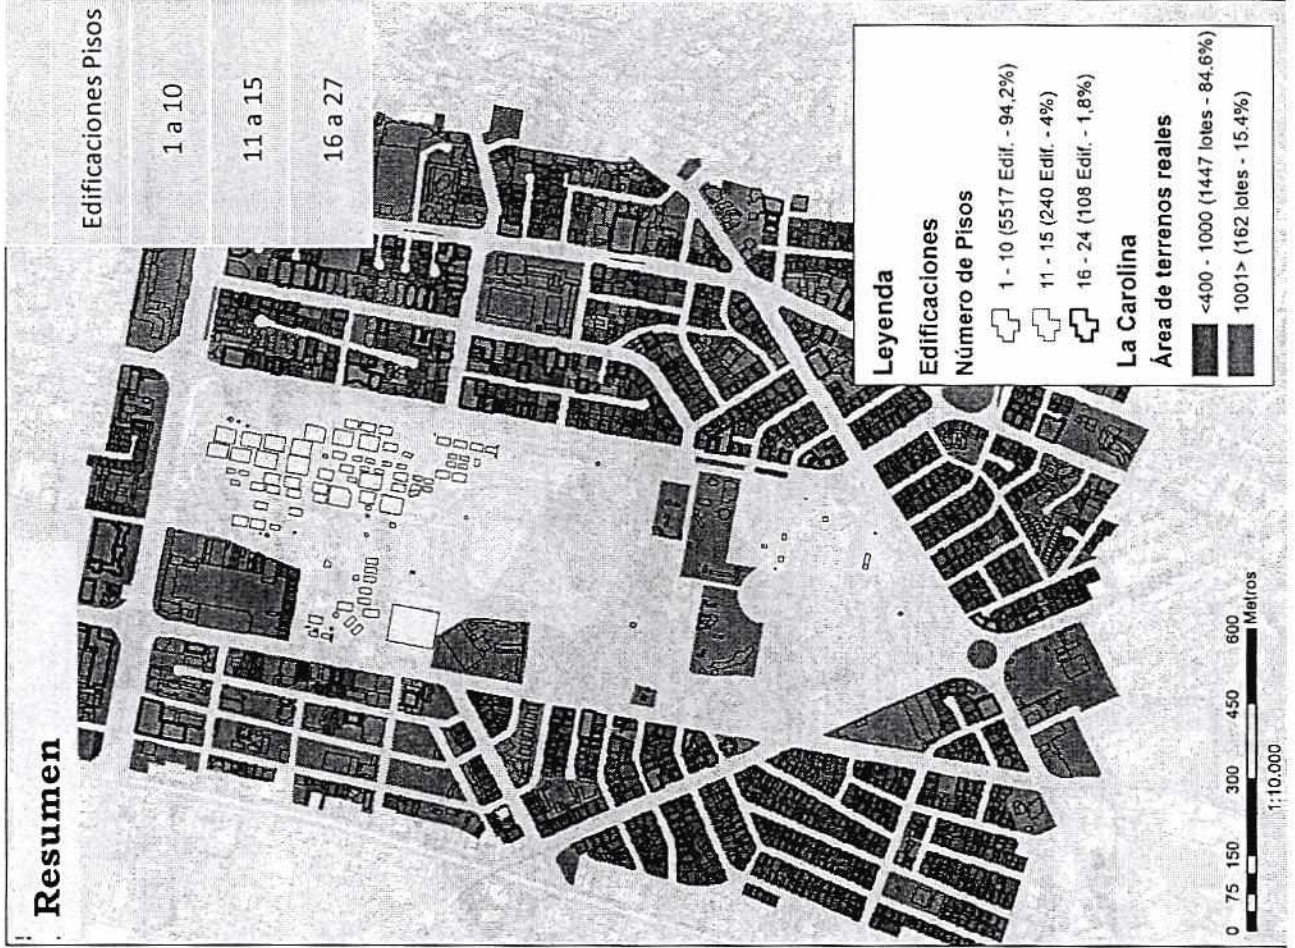 Resumen
Edificaciones Pisos
1 a 10
11 a 15
16 a 27
Leyenda
Edificaciones
Número de Pisos
1 - 10 (5517 Edif. - 94,2%)
11 - 15 (240 Edif. - 4%)
16 - 24 (108 Edif. - 1,8%)
La Carolina
Área de terrenos reales
<400 - 1000 (1447 lotes - 84.6%)
1001> (162 lotes - 15.4%)
0 75 150 300 450 600
Metros
1:10.000